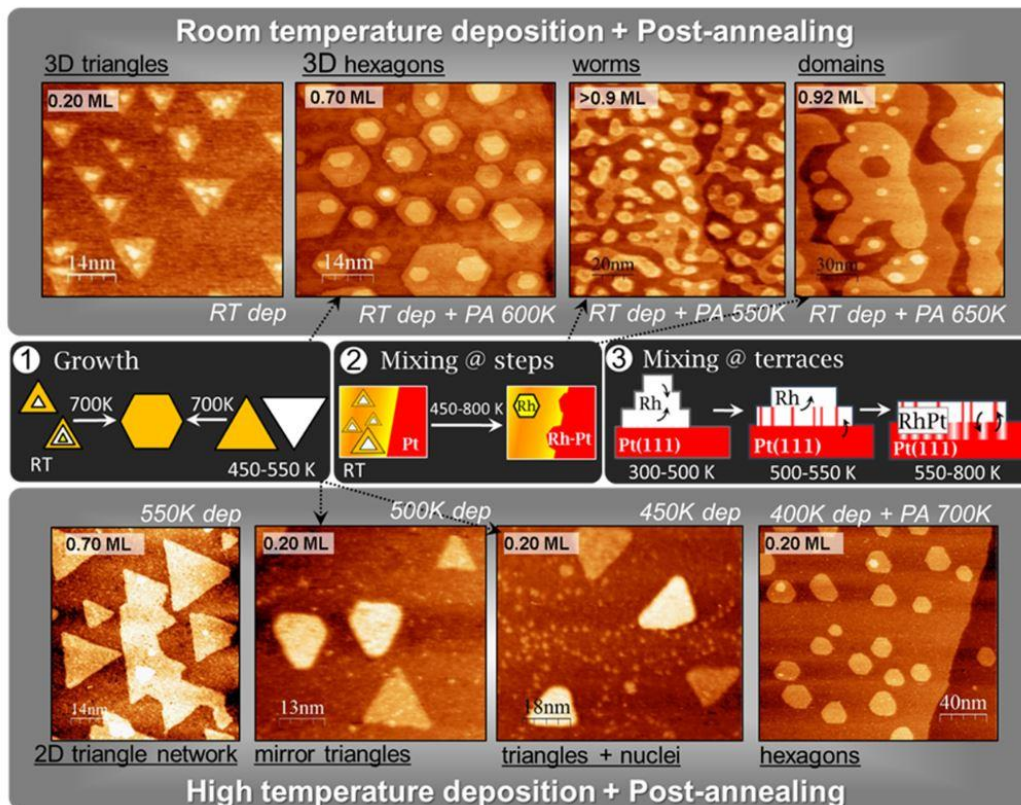 Room temperature deposition + Post-annealing
3D triangles
3D hexagons
worms
domains
0.20 ML
0.70 ML
>0.9 ML
0.92 ML
14nm
14nm
20nm
30nm
RT dep
RT dep + PA 600K
RT dep + PA 550K
RT dep + PA 650K
1 Growth
700K
700K
RT
450-550 K
2 Mixing @ steps
Pt
450-800 K
Rh
Rh-Pt
RT
3 Mixing @ terraces
Rh
Rh
RhPt
Pt(111)
Pt(111)
Pt(111)
300-500 K
500-550 K
550-800 K
550K dep
500K dep
450K dep
400K dep + PA 700K
0.70 ML
0.20 ML
0.20 ML
0.20 ML
14nm
13nm
18nm
40nm
2D triangle network
mirror triangles
triangles + nuclei
hexagons
High temperature deposition + Post-annealing